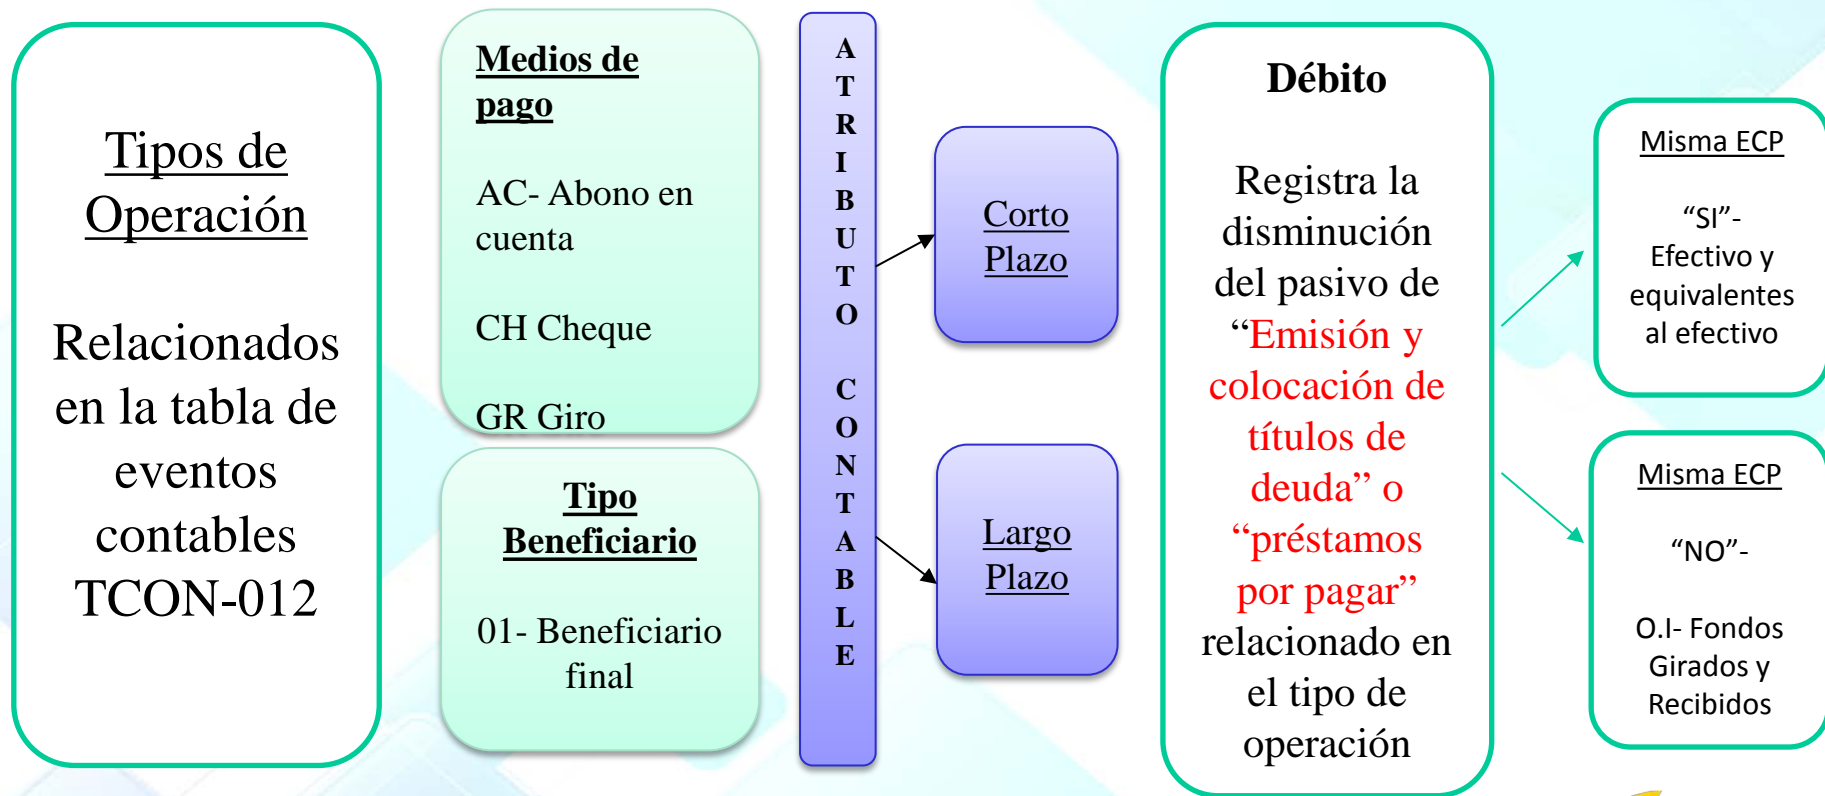 Tipos de
Operación
Relacionados
en la tabla de
eventos
contables
TCON-012
Medios de
pago
AC- Abono en
cuenta
CH Cheque
GR Giro
Tipo
Beneficiario
01- Beneficiario
final
A
T
R
I
B
U
T
O
C
O
N
T
A
B
L
E
Corto
Plazo
Largo
Plazo
Débito
Registra la
disminución
del pasivo de
“Emisión y
colocación de
títulos de
deuda” o
“préstamos
por pagar”
relacionado en
el tipo de
operación
Misma ECP
“SI”-
Efectivo y
equivalentes
al efectivo
Misma ECP
“NO”-
O.I- Fondos
Girados y
Recibidos